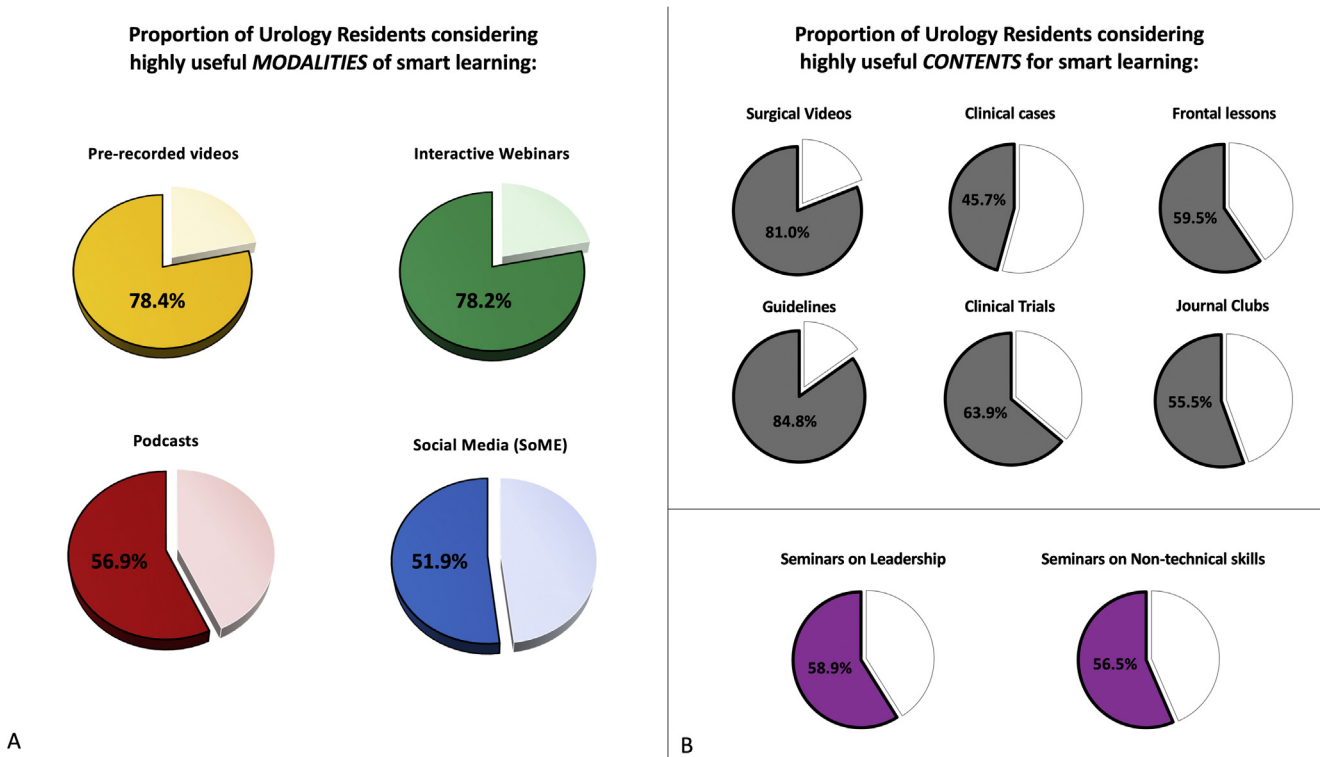 Proportion of Urology Residents considering
highly useful MODALITIES of smart learning:
Pre-recorded videos
Interactive Webinars
78.4%
78.2%
Podcasts
Social Media (SoME)
56.9%
51.9%
A
Proportion of Urology Residents considering
highly useful CONTENTS for smart learning:
Surgical Videos
Clinical cases
Frontal lessons
81.0%
45.7%
59.5%
Guidelines
Clinical Trials
Journal Clubs
84.8%
63.9%
55.5%
Seminars on Leadership
Seminars on Non-technical skills
58.9%
56.5%
B